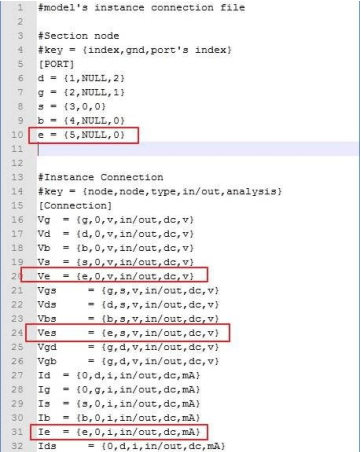 1 #model's instance connection file
2
3 #Section node
4 #key = {index,gnd,port's index}
5 [PORT]
6 d = {1,NULL,2}
7 g = {2,NULL,1}
8 s = {3,0,0}
9 b = {4,NULL,0}
10 e = {5,NULL,0}
11
12
13 #Instance Connection
14 #key = {node,node,type,in/out,analysis}
15 [Connection]
16 Vg = {g,0,v,in/out,dc,v}
17 Vd = {d,0,v,in/out,dc,v}
18 Vb = {b,0,v,in/out,dc,v}
19 Vs = {s,0,v,in/out,dc,v}
20 Ve = {e,0,v,in/out,dc,v}
21 Vgs = {g,s,v,in/out,dc,v}
22 Vds = {d,s,v,in/out,dc,v}
23 Vbs = {b,s,v,in/out,dc,v}
24 Ves = {e,s,v,in/out,dc,v}
25 Vgd = {g,d,v,in/out,dc,v}
26 Vgb = {g,d,v,in/out,dc,v}
27 Id = {0,d,i,in/out,dc,mA}
28 Ig = {0,g,i,in/out,dc,mA}
29 Is = {s,0,i,in/out,dc,mA}
30 Ib = {b,0,i,in/out,dc,mA}
31 Ie = {e,0,i,in/out,dc,mA}
32 Ids = {0,d,i,in/out,dc,mA}